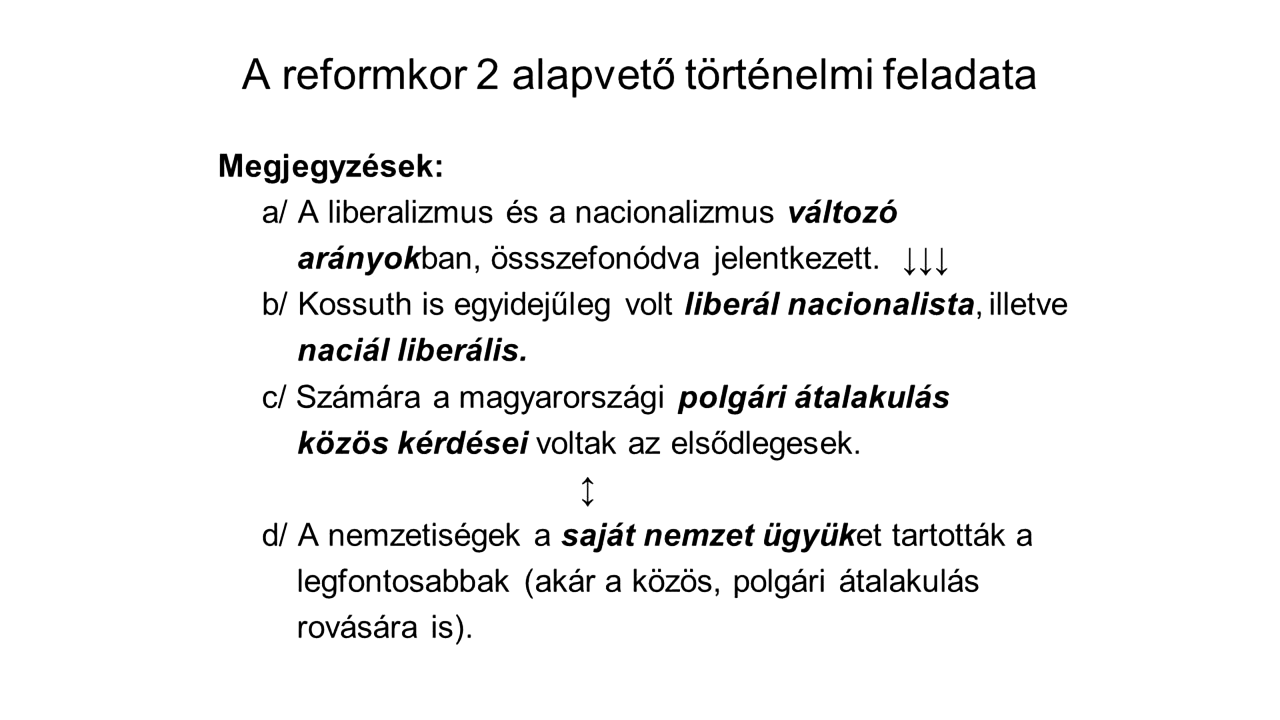 A reformkor 2 alapvető történelmi feladata
Megjegyzések:
a/ A liberalizmus és a nacionalizmus változó
arányokban, össszefonódva jelentkezett. ↓↓↓
b/ Kossuth is egyidejűleg volt liberál nacionalista, illetve
naciál liberális.
c/ Számára a magyarországi polgári átalakulás
közös kérdései voltak az elsődlegesek.
↕
d/ A nemzetiségek a saját nemzet ügyüket tartották a
legfontosabbak (akár a közös, polgári átalakulás
rovására is).